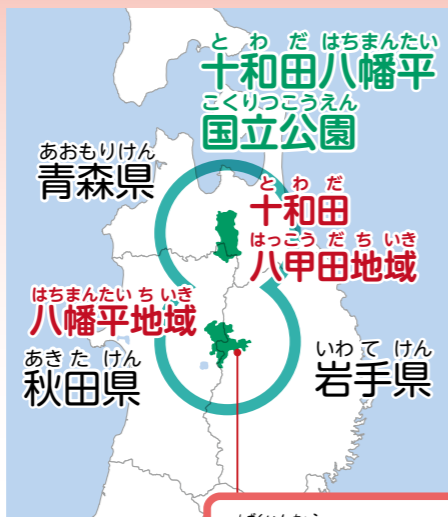 とわだはちまんたい
十和田八幡平
こくりつこうえん
国立公園
あおもりけん
青森県
とわだ
十和田
はっこうだちいき
八甲田地域
はちまんたいちいき
八幡平地域
あきたけん
秋田県
いわてけん
岩手県